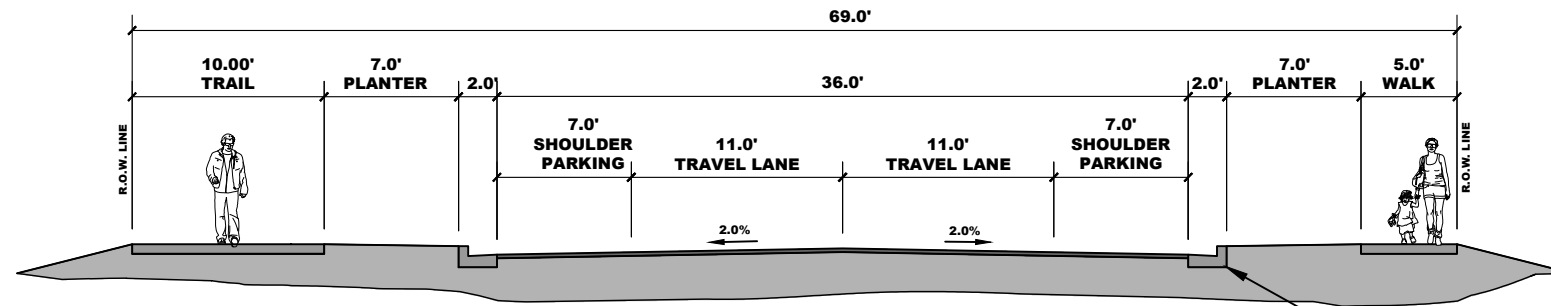 69.0'
10.00'
TRAIL
7.0'
PLANTER
2.0'
36.0'
2.0'
7.0'
PLANTER
5.0'
WALK
R.O.W. LINE
7.0'
SHOULDER
PARKING
11.0'
TRAVEL LANE
11.0'
TRAVEL LANE
7.0'
SHOULDER
PARKING
R.O.W. LINE
2.0%
2.0%